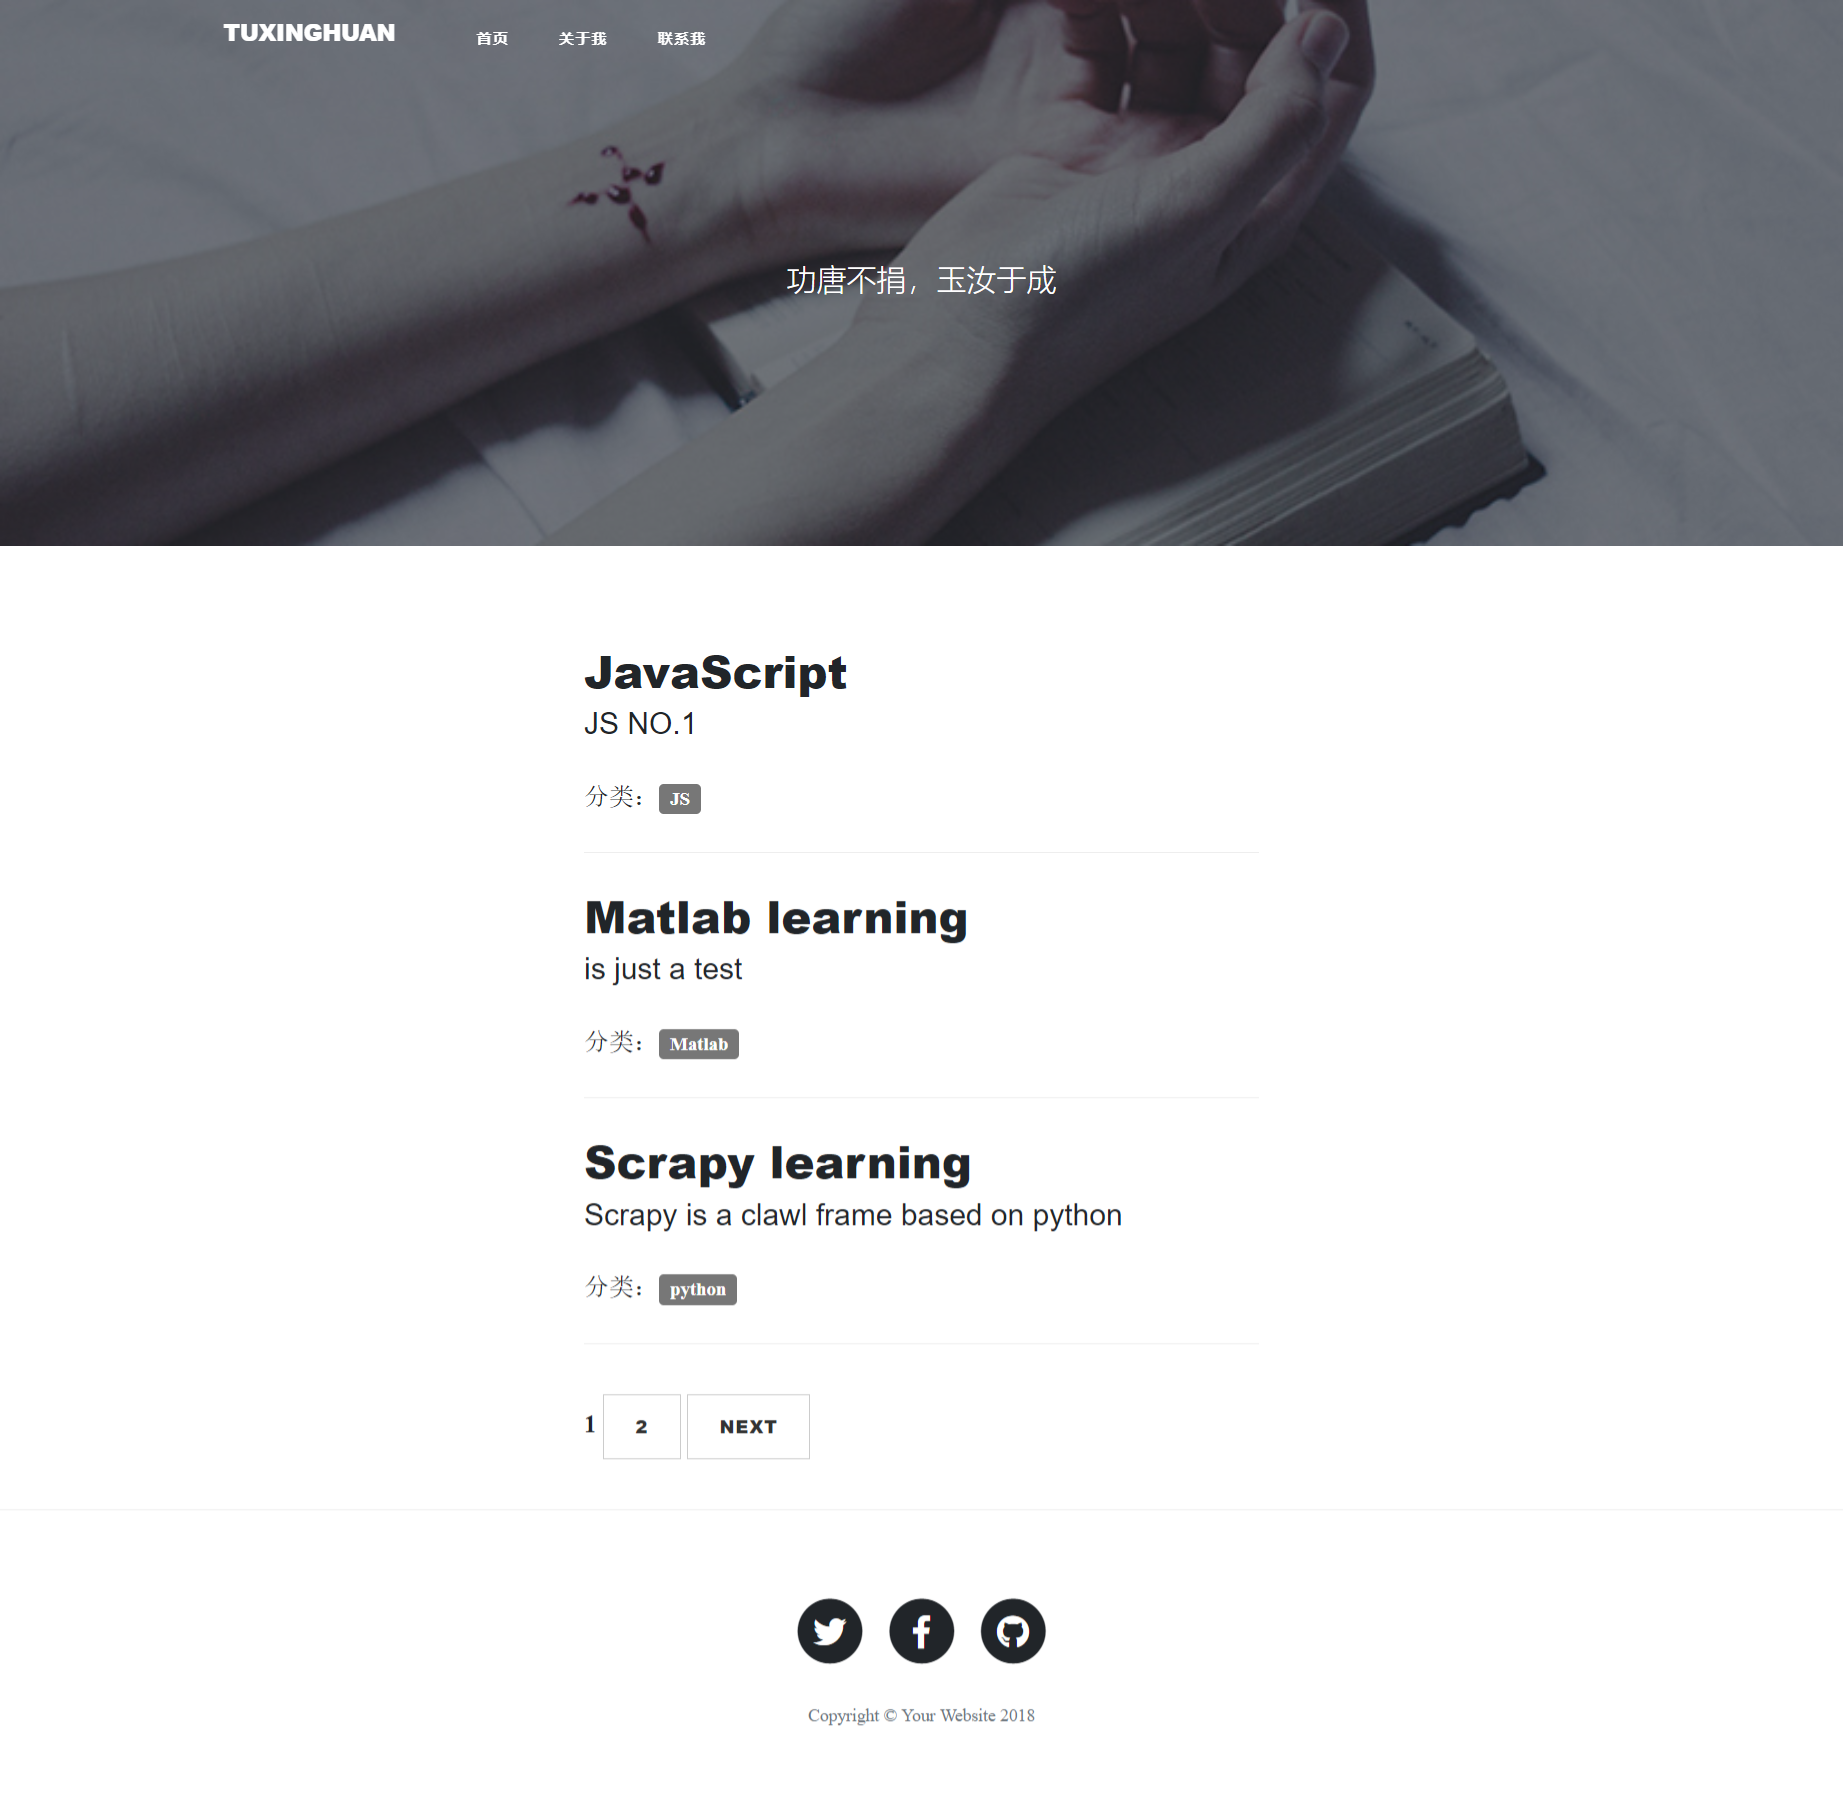 TUXINGHUAN 首页 关于我 联系我
功唐不捐，玉汝于成
JavaScript
JS NO.1
分类： JS
Matlab learning
is just a test
分类： Matlab
Scrapy learning
Scrapy is a clawl frame based on python
分类： python
1 2 NEXT
Copyright © Your Website 2018